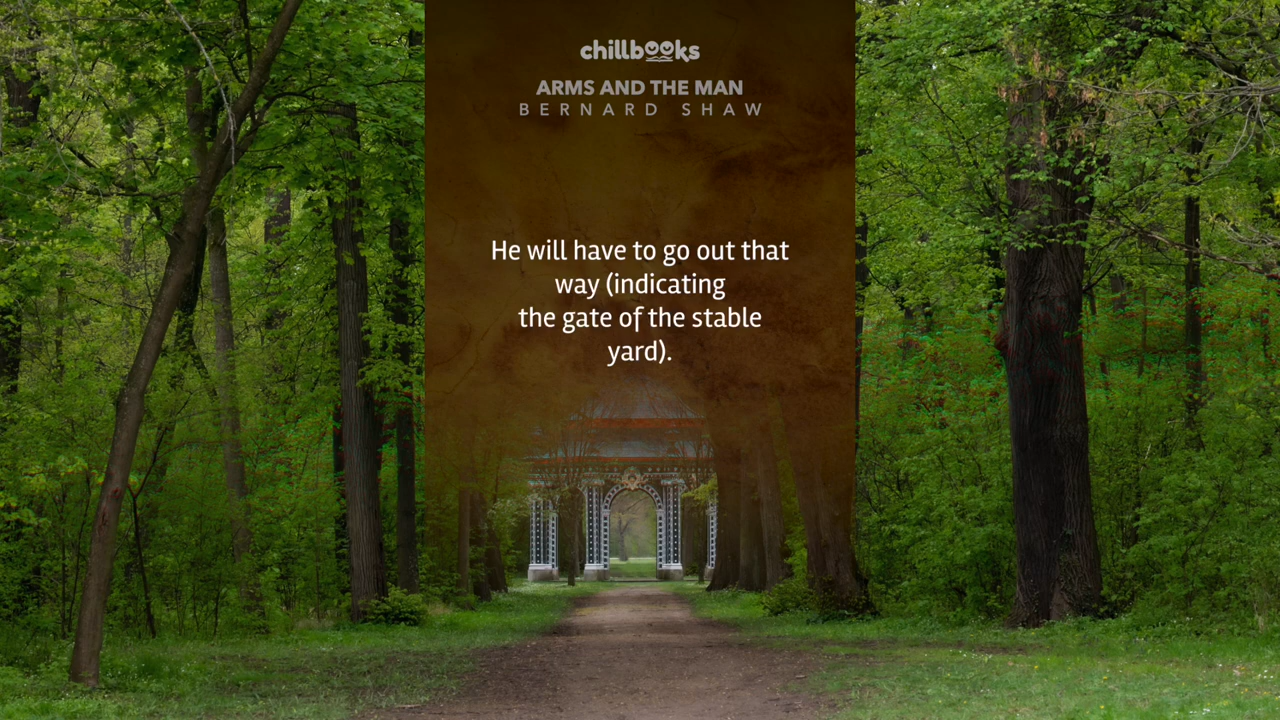 chillbooks
ARMS AND THE MAN
BERNARD SHAW
He will have to go out that
way (indicating
the gate of the stable
yard).